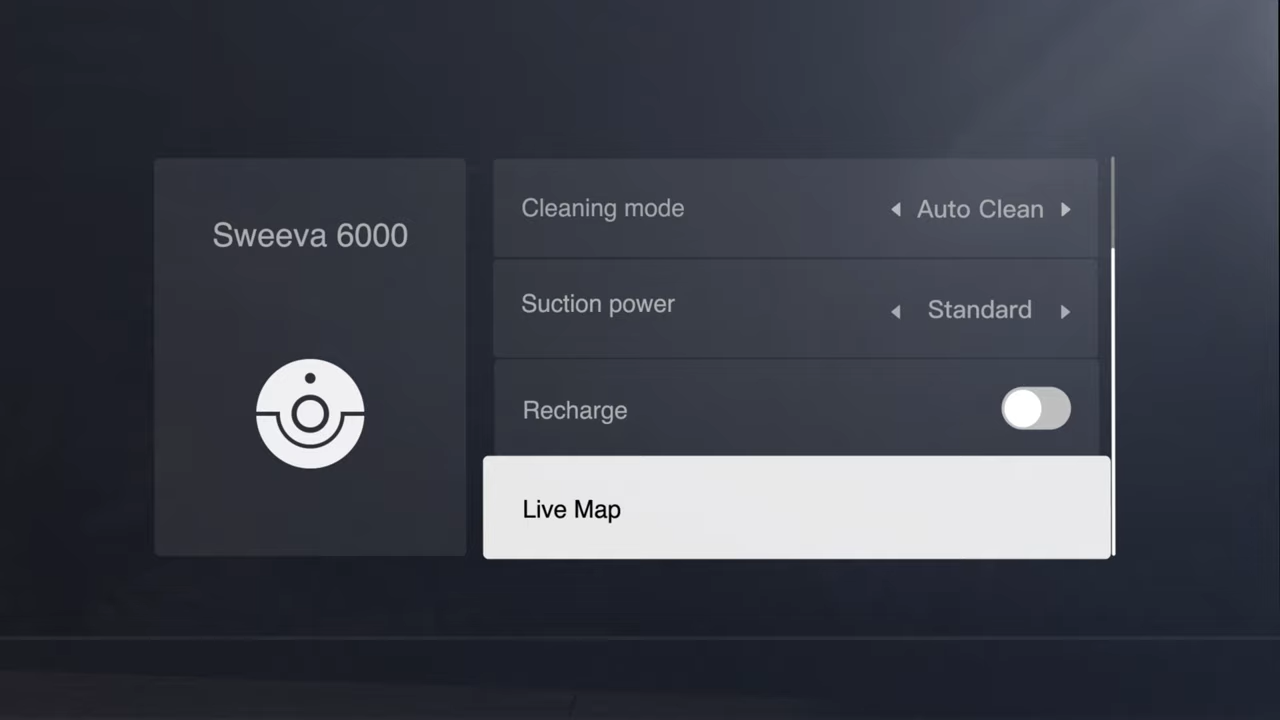 Sweeva 6000
Cleaning mode
Auto Clean
Suction power
Standard
Recharge
Live Map